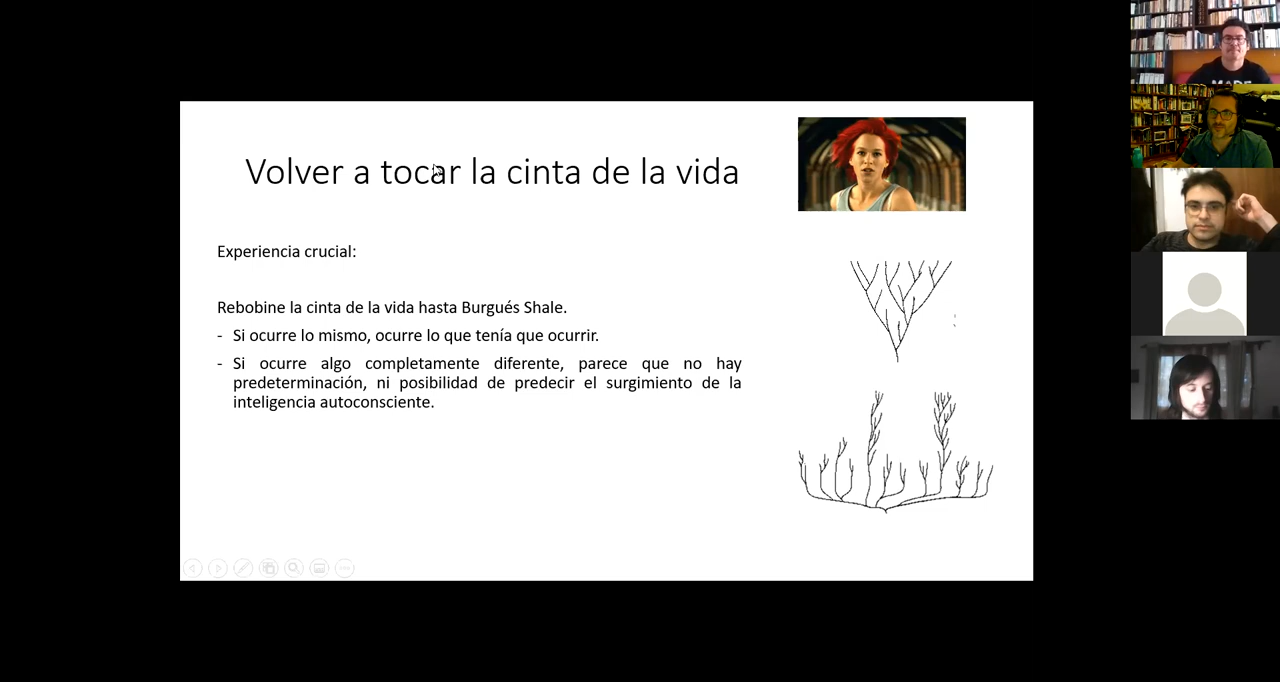 Volver a tocar la cinta de la vida
Experiencia crucial:
Rebobine la cinta de la vida hasta Burgués Shale.
- Si ocurre lo mismo, ocurre lo que tenía que ocurrir.
- Si ocurre algo completamente diferente, parece que no hay
predeterminación, ni posibilidad de predecir el surgimiento de la
inteligencia autoconsciente.
MADE